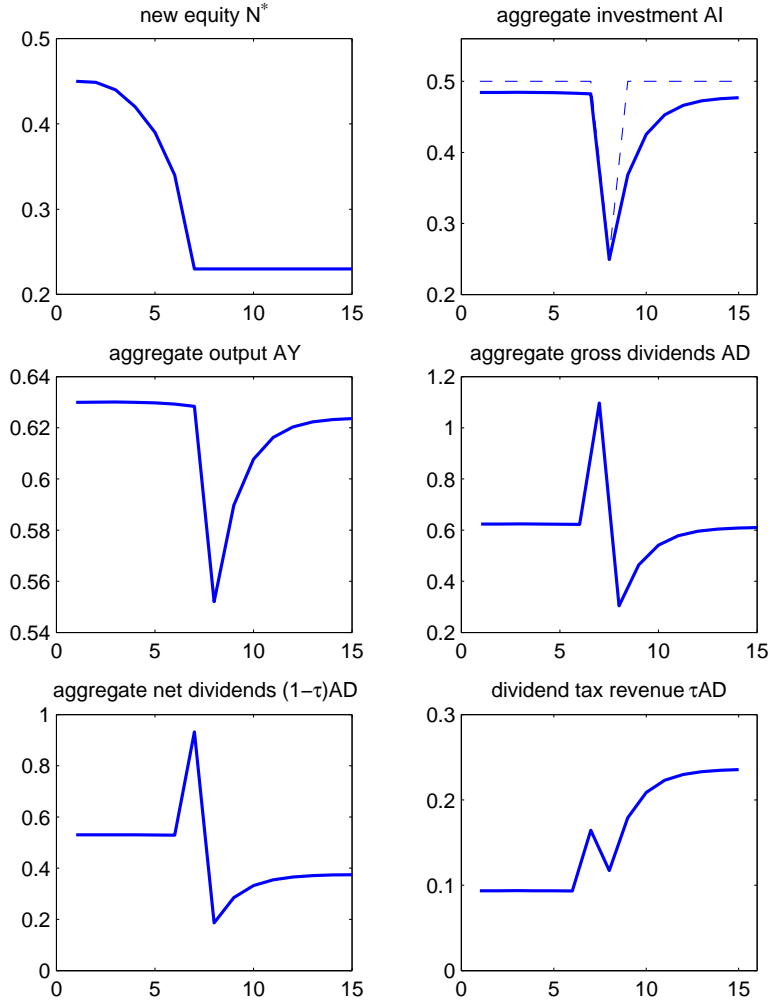 new equity N*
0.5
0.4
0.3
0.2
0 5 10 15
aggregate investment AI
0.5
0.4
0.3
0.2
0 5 10 15
aggregate output AY
0.64
0.62
0.6
0.58
0.56
0.54
0 5 10 15
aggregate gross dividends AD
1.2
1
0.8
0.6
0.4
0.2
0 5 10 15
aggregate net dividends (1−τ)AD
1
0.8
0.6
0.4
0.2
0
0 5 10 15
dividend tax revenue τAD
0.3
0.2
0.1
0
0 5 10 15